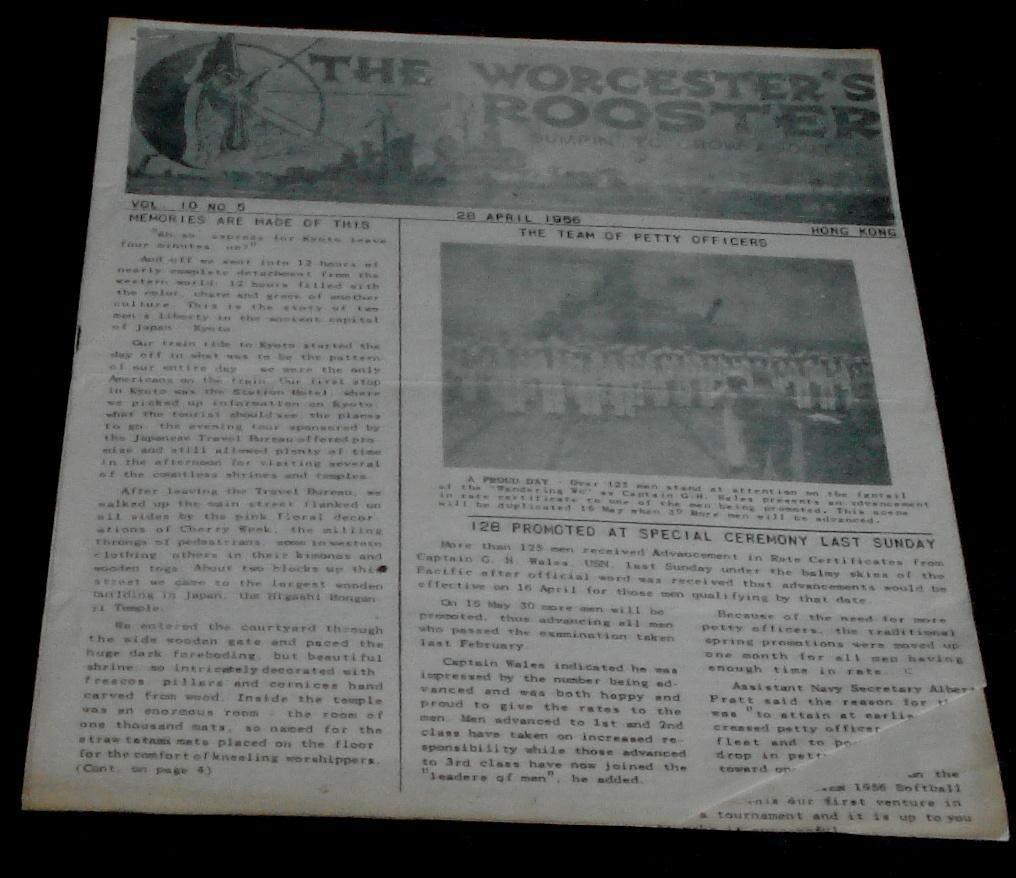 THE WORCESTER'S
ROOSTER
VOL. 10 NO 5
28 APRIL 1956
HONG KONG
MEMORIES ARE MADE OF THIS
"Ah so, express for Kyoto leave
four minutes, ne?"
And off we went into 12 hours of
nearly complete detachment from the
western world; 12 hours filled with
the color, charm and grace of another
culture. This is the story of two
men's liberty in the ancient capital
of Japan Kyoto.
Our train ride to Kyoto started the
day off in what was to be the pattern
of our entire day we were the only
Americans on the train. Our first stop
in Kyoto was the Station Hotel, where
we picked up information on Kyoto,
what the tourist should see, the places
to go. the evening tour sponsored by
the Japanese Travel Bureau offered pro
mise and still allowed plenty of time
in the afternoon for visiting several
of the countless shrines and temples.
After leaving the Travel Bureau, we
walked up the main street flanked on
all sides by the pink floral decor
ations of Cherry Week, the milling
throngs of pedestrians, some in western
clothing, others in their kimonos and
wooden togs. About two blocks up this
street we came to the largest wooden
building in Japan, the Higashi Hongan
ji Temple.
We entered the courtyard through
the side wooden gate and paced the
huge dark foreboding, but beautiful
shrine, so intricately decorated with
frescos, pillars and cornices hand
carved from wood. Inside the temple
was an enormous room - the room of
one thousand mats, so named for the
straw tatami mats placed on the floor
for the comfort of kneeling worshippers.
(Cont. on page 4)
THE TEAM OF PETTY OFFICERS
A PROUD DAY - Over 125 men stand at attention on the fantail
of the "Wandering Wo" as Captain G.H. Wales presents an advancement
in rate certificate to one of the men being promoted. This scene
will be duplicated 16 May when 30 more men will be advanced.
128 PROMOTED AT SPECIAL CEREMONY LAST SUNDAY
More than 125 men received Advancement in Rate Certificates from
Captain G. H. Wales, USN, last Sunday under the balmy skies of the
Pacific after official word was received that advancements would be
effective on 16 April for those men qualifying by that date.
On 16 May 30 more men will be
promoted, thus advancing all men
who passed the examination taken
last February.
Captain Wales indicated he was
impressed by the number being ad-
vanced and was both happy and
proud to give the rates to the
men. Men advanced to 1st and 2nd
class have taken on increased re-
sponsibility while those advanced
to 3rd class have now joined the
"leaders of men", he added.
Because of the need for more
petty officers, the traditional
spring promotions were moved up
one month for all men having
enough time in rate.
Assistant Navy Secretary Albert
Pratt said the reason for
was "to attain at
creased petty officer
fleet and to
drop in
toward
the
1956 Softball
our first venture in
a tournament and it is up to you